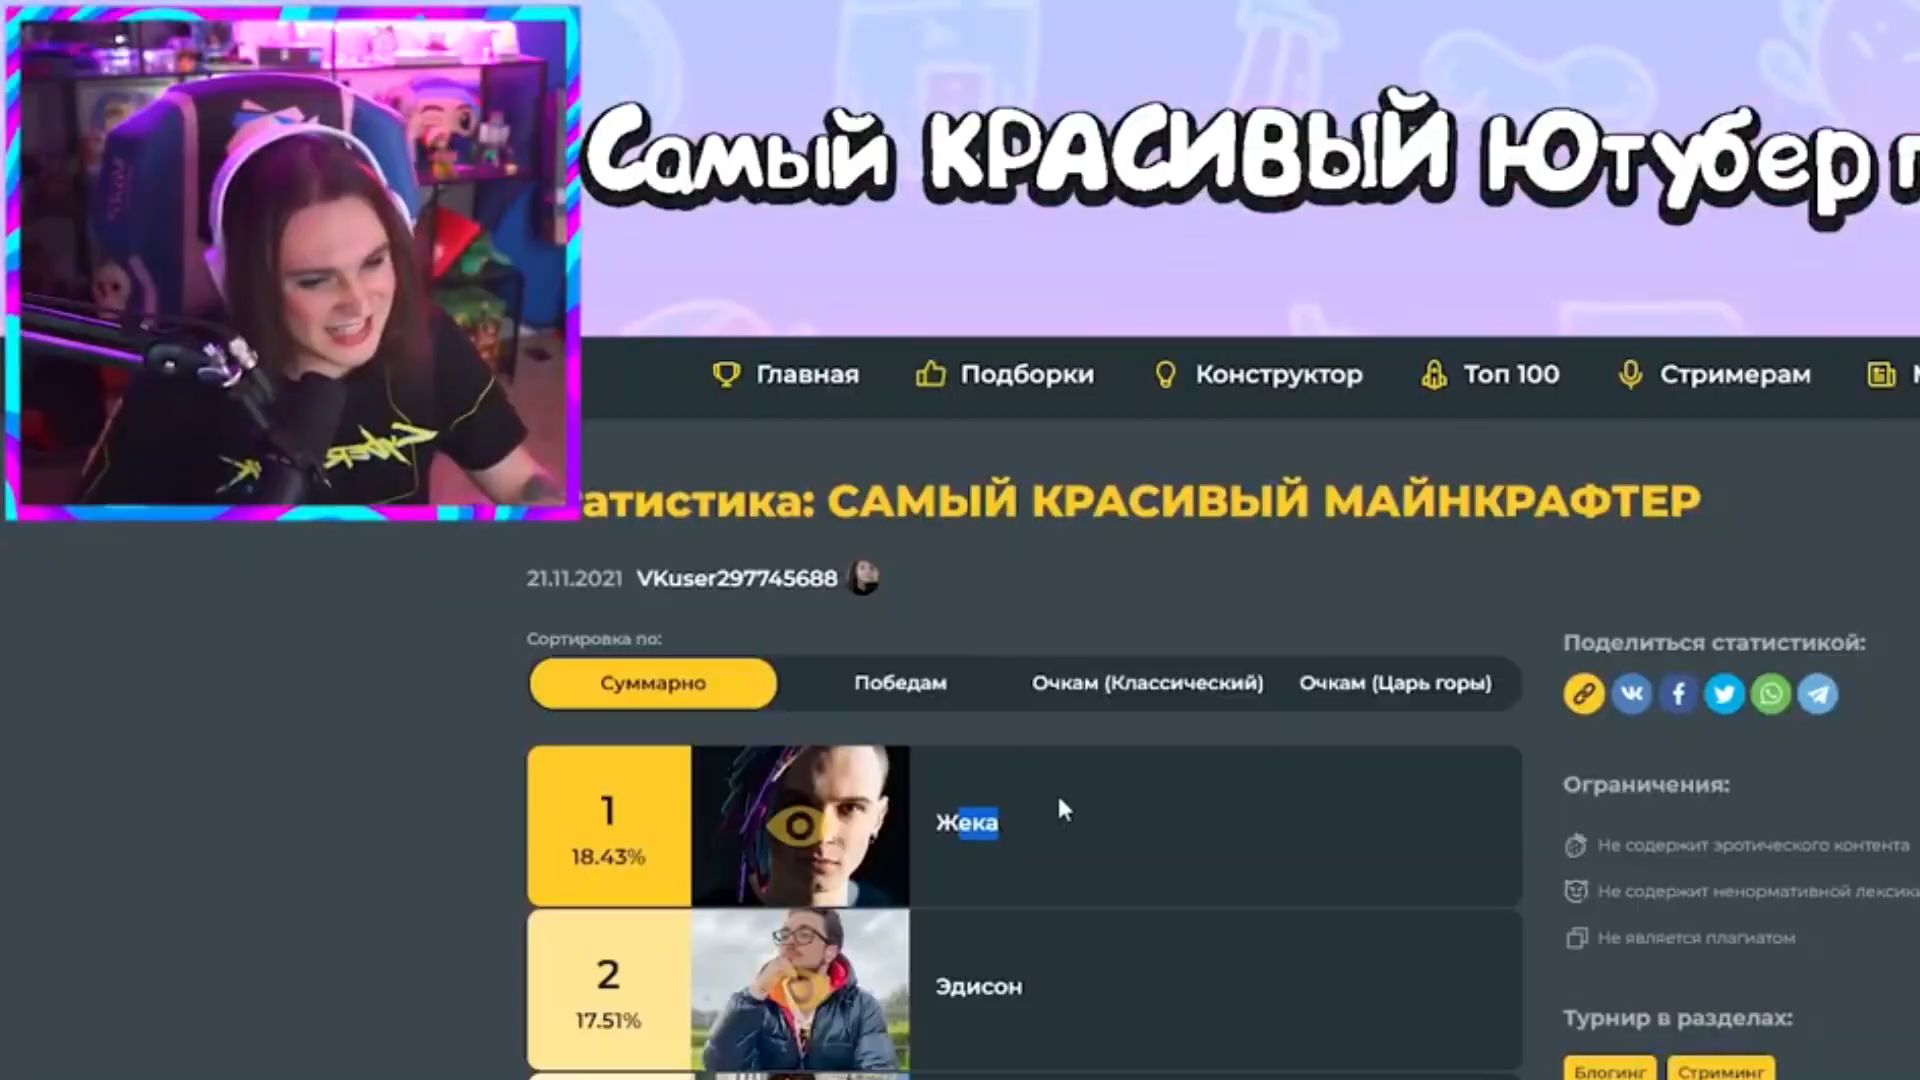 Самый КРАСИВЫЙ Ютубер п
Главная
Подборки
Конструктор
Топ 100
Стримерам
атистика: САМЫЙ КРАСИВЫЙ МАЙНКРАФТЕР
21.11.2021 VKuser297745688
Сортировка по:
Суммарно
Победам
Очкам (Классический)
Очкам (Царь горы)
Поделиться статистикой:
1
18.43%
Жека
Ограничения:
Не содержит эротического контента
Не содержит ненормативной лексики
Не является плагиатом
2
17.51%
Эдисон
Турнир в разделах:
Блогинг
Стриминг